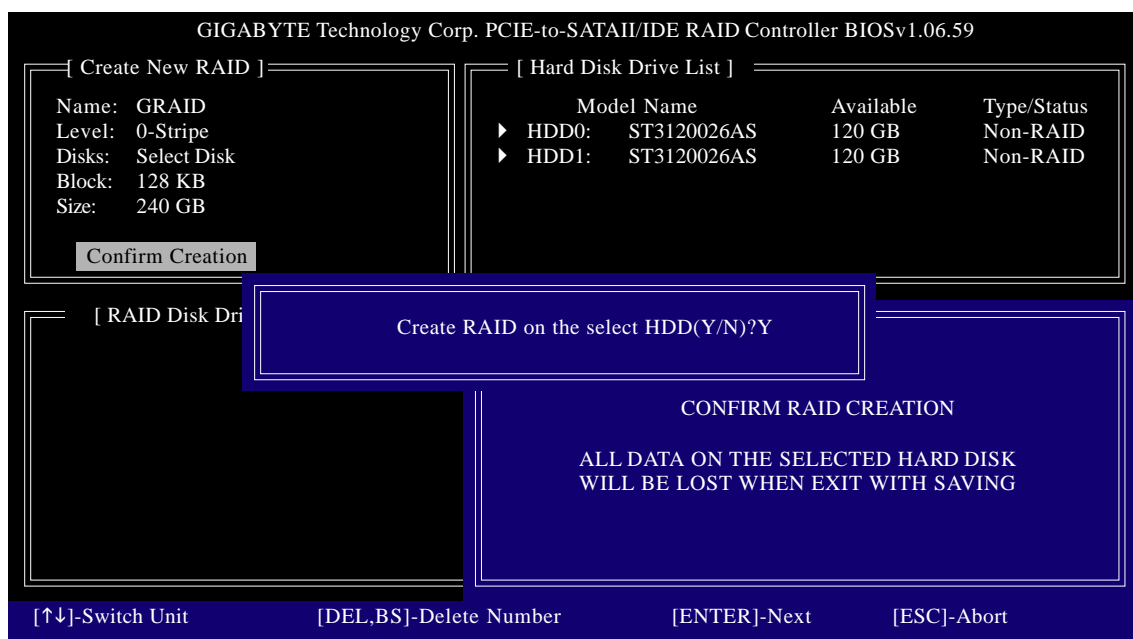 GIGABYTE Technology Corp. PCIE-to-SATAII/IDE RAID Controller BIOSv1.06.59
[ Create New RAID ]
Name: GRAID
Level: 0-Stripe
Disks: Select Disk
Block: 128 KB
Size: 240 GB
Confirm Creation
[ Hard Disk Drive List ]
Model Name Available Type/Status
HDD0: ST3120026AS 120 GB Non-RAID
HDD1: ST3120026AS 120 GB Non-RAID
[ RAID Disk Dri
Create RAID on the select HDD(Y/N)?Y
CONFIRM RAID CREATION
ALL DATA ON THE SELECTED HARD DISK
WILL BE LOST WHEN EXIT WITH SAVING
[↑↓]-Switch Unit [DEL,BS]-Delete Number [ENTER]-Next [ESC]-Abort